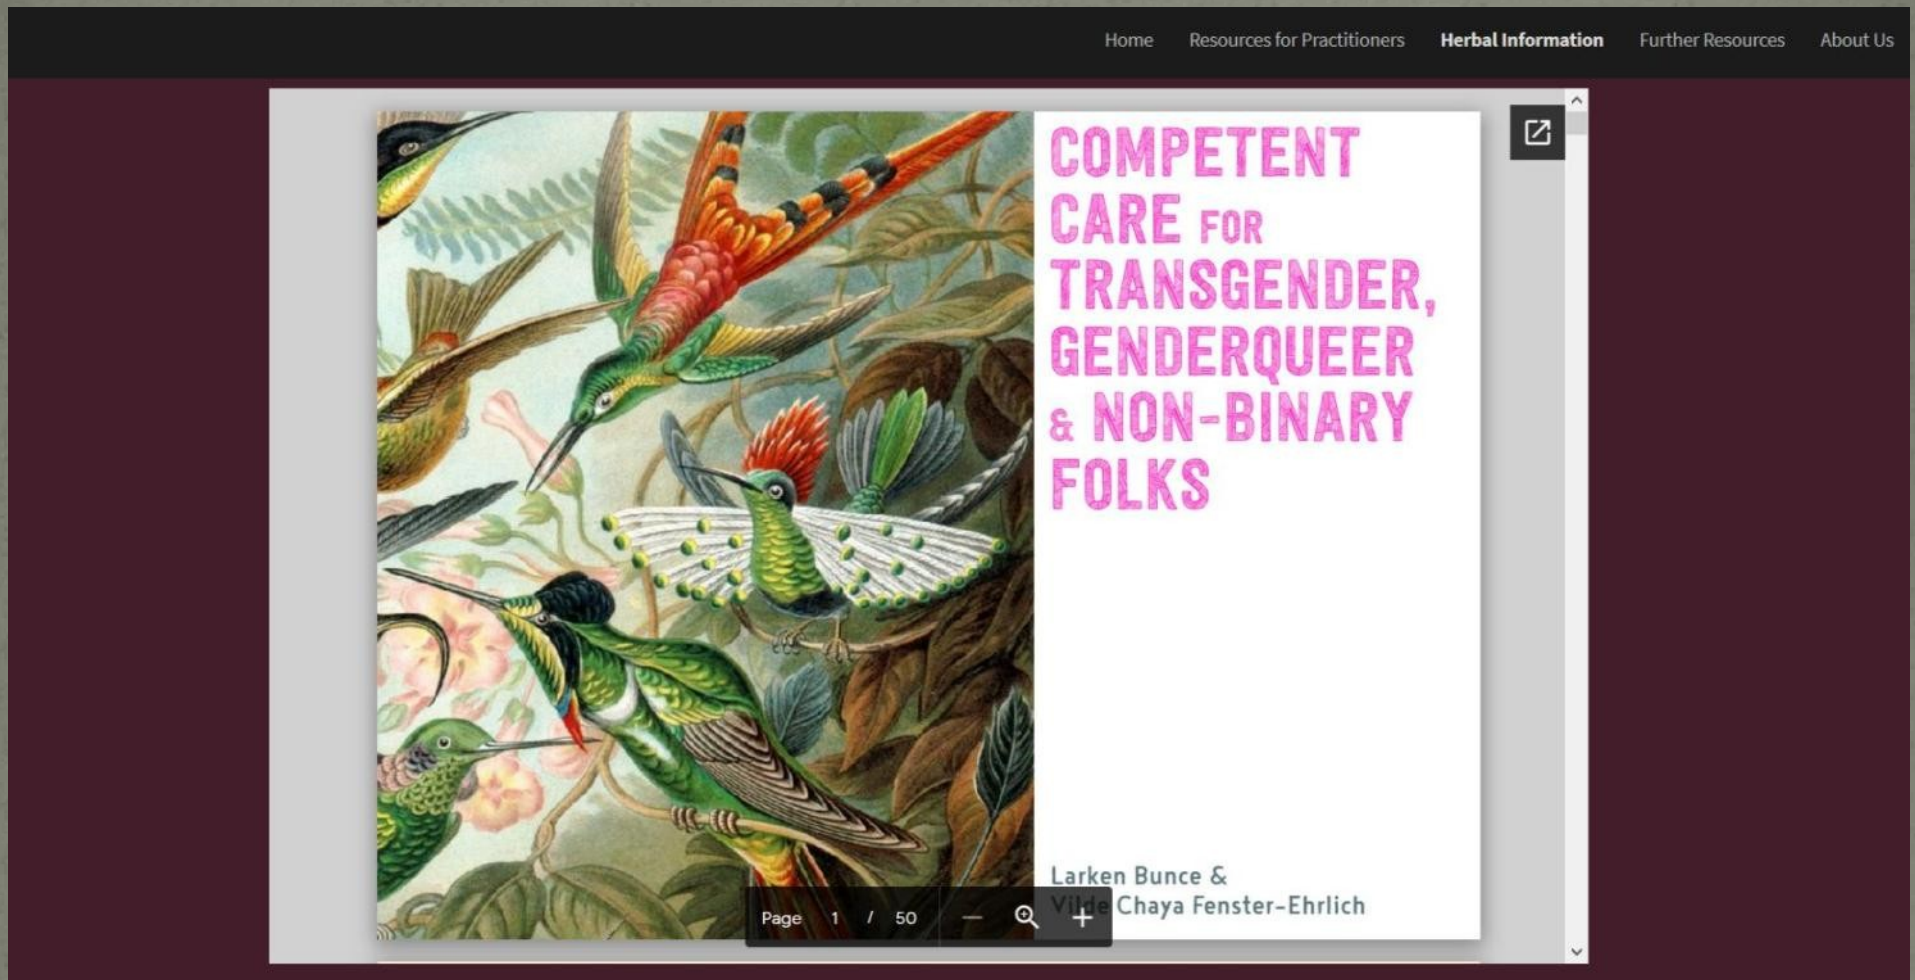 Home Resources for Practitioners Herbal Information Further Resources About Us
COMPETENT
CARE FOR
TRANSGENDER,
GENDERQUEER
& NON-BINARY
FOLKS
Larken Bunce &
Vilde Chaya Fenster-Ehrlich
Page 1 / 50